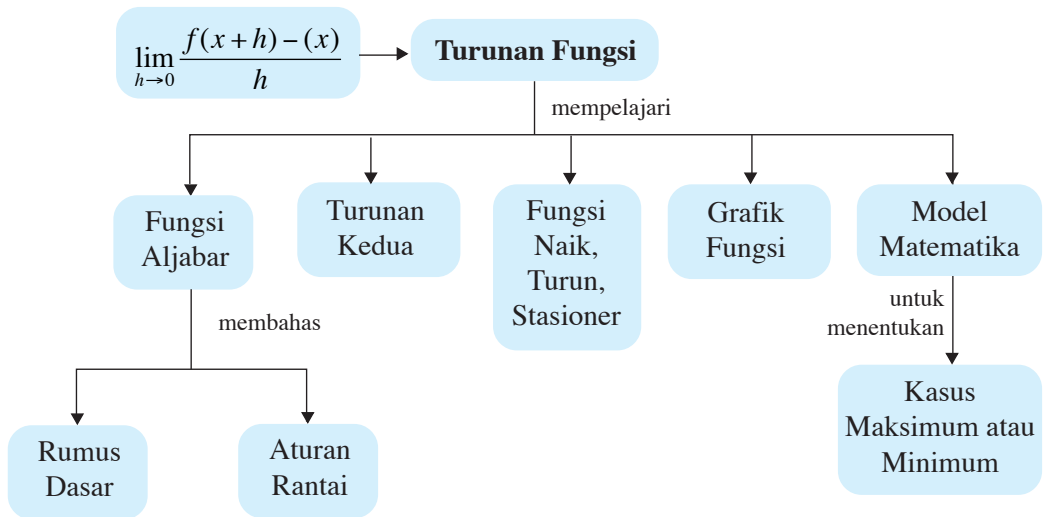 lim h→0 f(x + h) – (x) / h
Turunan Fungsi
mempelajari
Fungsi
Aljabar
Turunan
Kedua
Fungsi
Naik,
Turun,
Stasioner
Grafik
Fungsi
Model
Matematika
membahas
untuk
menentukan
Rumus
Dasar
Aturan
Rantai
Kasus
Maksimum atau
Minimum